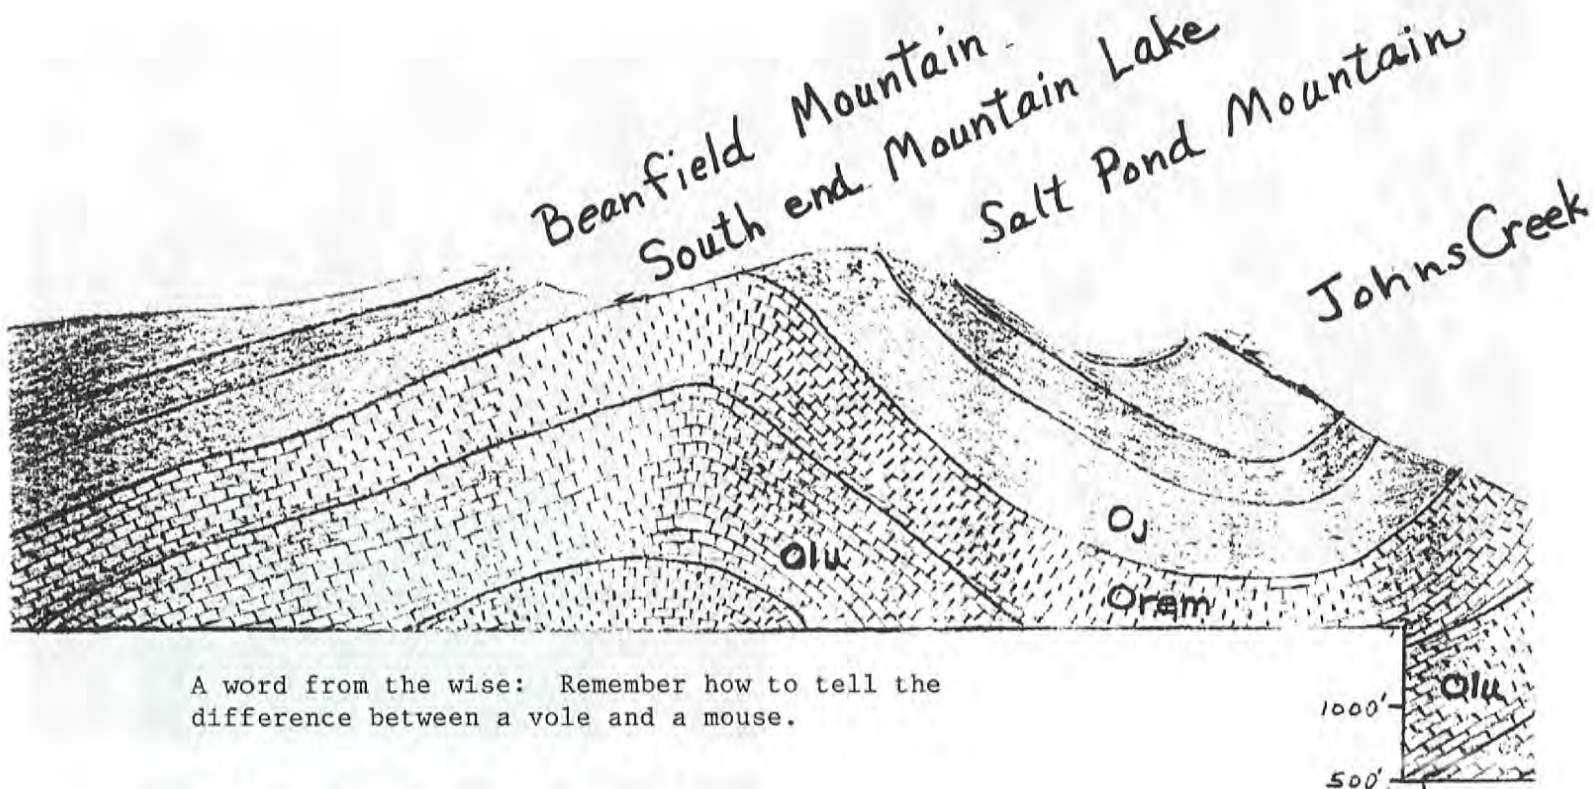 Beanfield Mountain
South end Mountain Lake
Salt Pond Mountain
Johns Creek
Oj
Olu
Orem
A word from the wise: Remember how to tell the
difference between a vole and a mouse.
Olu
1000'
500'